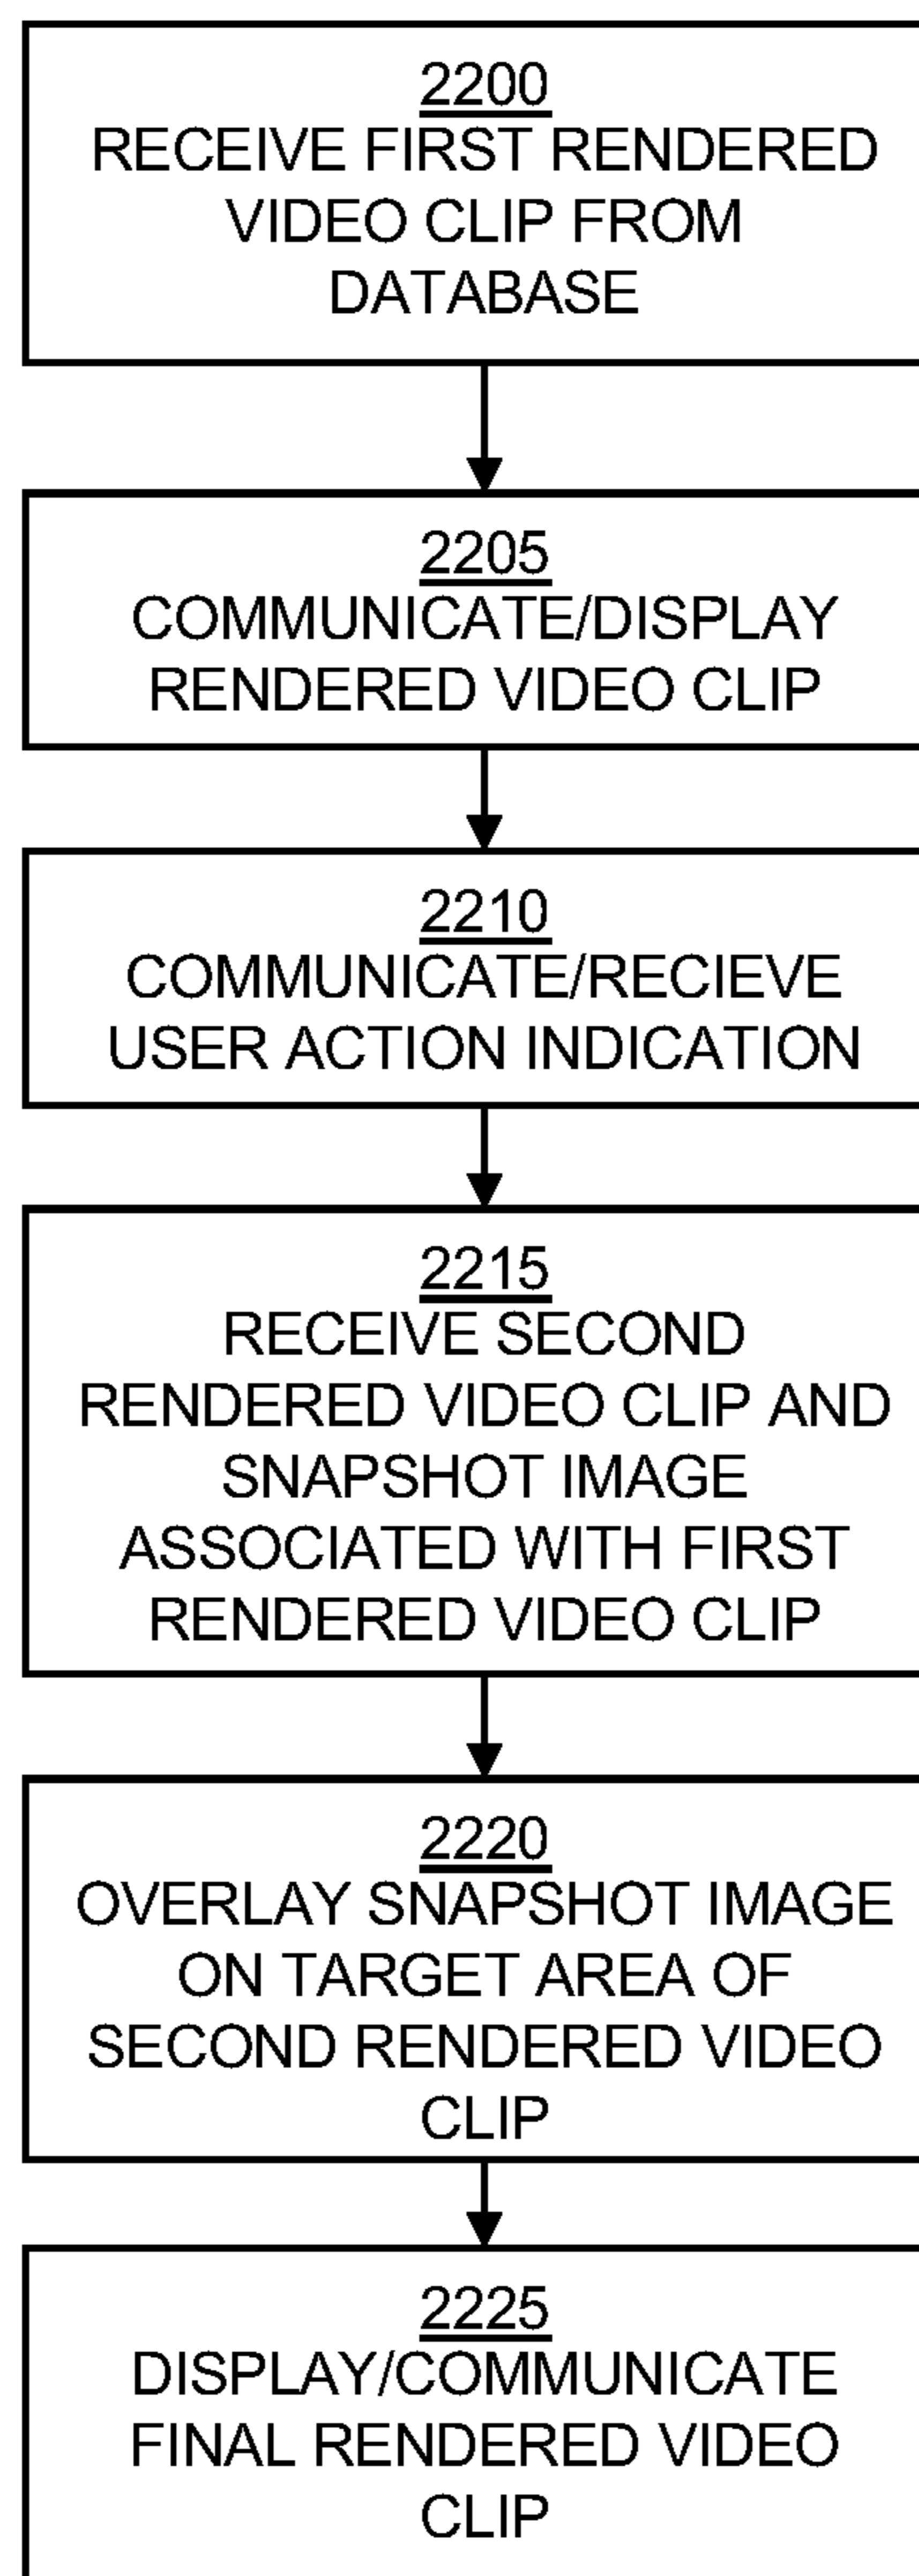 2200
RECEIVE FIRST RENDERED
VIDEO CLIP FROM
DATABASE
2205
COMMUNICATE/DISPLAY
RENDERED VIDEO CLIP
2210
COMMUNICATE/RECIEVE
USER ACTION INDICATION
2215
RECEIVE SECOND
RENDERED VIDEO CLIP AND
SNAPSHOT IMAGE
ASSOCIATED WITH FIRST
RENDERED VIDEO CLIP
2220
OVERLAY SNAPSHOT IMAGE
ON TARGET AREA OF
SECOND RENDERED VIDEO
CLIP
2225
DISPLAY/COMMUNICATE
FINAL RENDERED VIDEO
CLIP